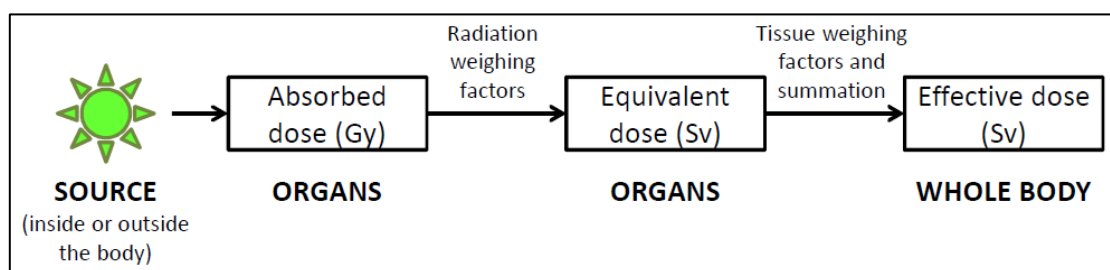 Radiation
weighing
factors
Tissue weighing
factors and
summation
Absorbed
dose (Gy)
Equivalent
dose (Sv)
Effective dose
(Sv)
SOURCE
(inside or outside
the body)
ORGANS
ORGANS
WHOLE BODY